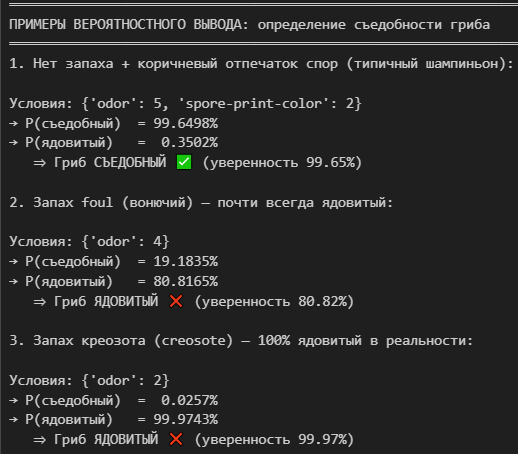 ПРИМЕРЫ ВЕРОЯТНОСТНОГО ВЫВОДА: определение съедобности гриба
1. Нет запаха + коричневый отпечаток спор (типичный шампиньон):
Условия: {'odor': 5, 'spore-print-color': 2}
→ P(съедобный) = 99.6498%
→ P(ядовитый) = 0.3502%
⇒ Гриб СЪЕДОБНЫЙ ✅ (уверенность 99.65%)
2. Запах foul (вонючий) — почти всегда ядовитый:
Условия: {'odor': 4}
→ P(съедобный) = 19.1835%
→ P(ядовитый) = 80.8165%
⇒ Гриб ЯДОВИТЫЙ ❌ (уверенность 80.82%)
3. Запах креозота (creosote) — 100% ядовитый в реальности:
Условия: {'odor': 2}
→ P(съедобный) = 0.0257%
→ P(ядовитый) = 99.9743%
⇒ Гриб ЯДОВИТЫЙ ❌ (уверенность 99.97%)